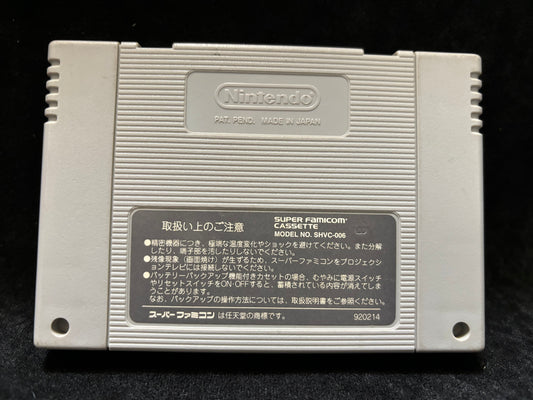 Nintendo
PAT. PEND. MADE IN JAPAN
取扱い上のご注意
SUPER FAMICOM
CASSETTE
MODEL NO. SHVC-006
●精密機器につき、極端な温度変化やショックを避けてください。また分解
したり、端子部を汚したりしないでください。
●残像現象（画面焼け）が生ずるため、スーパーファミコンをプロジェク
ションテレビには接続しないでください。
●バッテリーバックアップ機能付きカセットの場合、むやみに電源スイッチ
やリセットスイッチをON・OFFすると、蓄積されている内容が消えてしま
うことがあります。
なお、バックアップの操作方法については、取扱説明書をご参照ください。
スーパーファミコン は任天堂の商標です。
920214